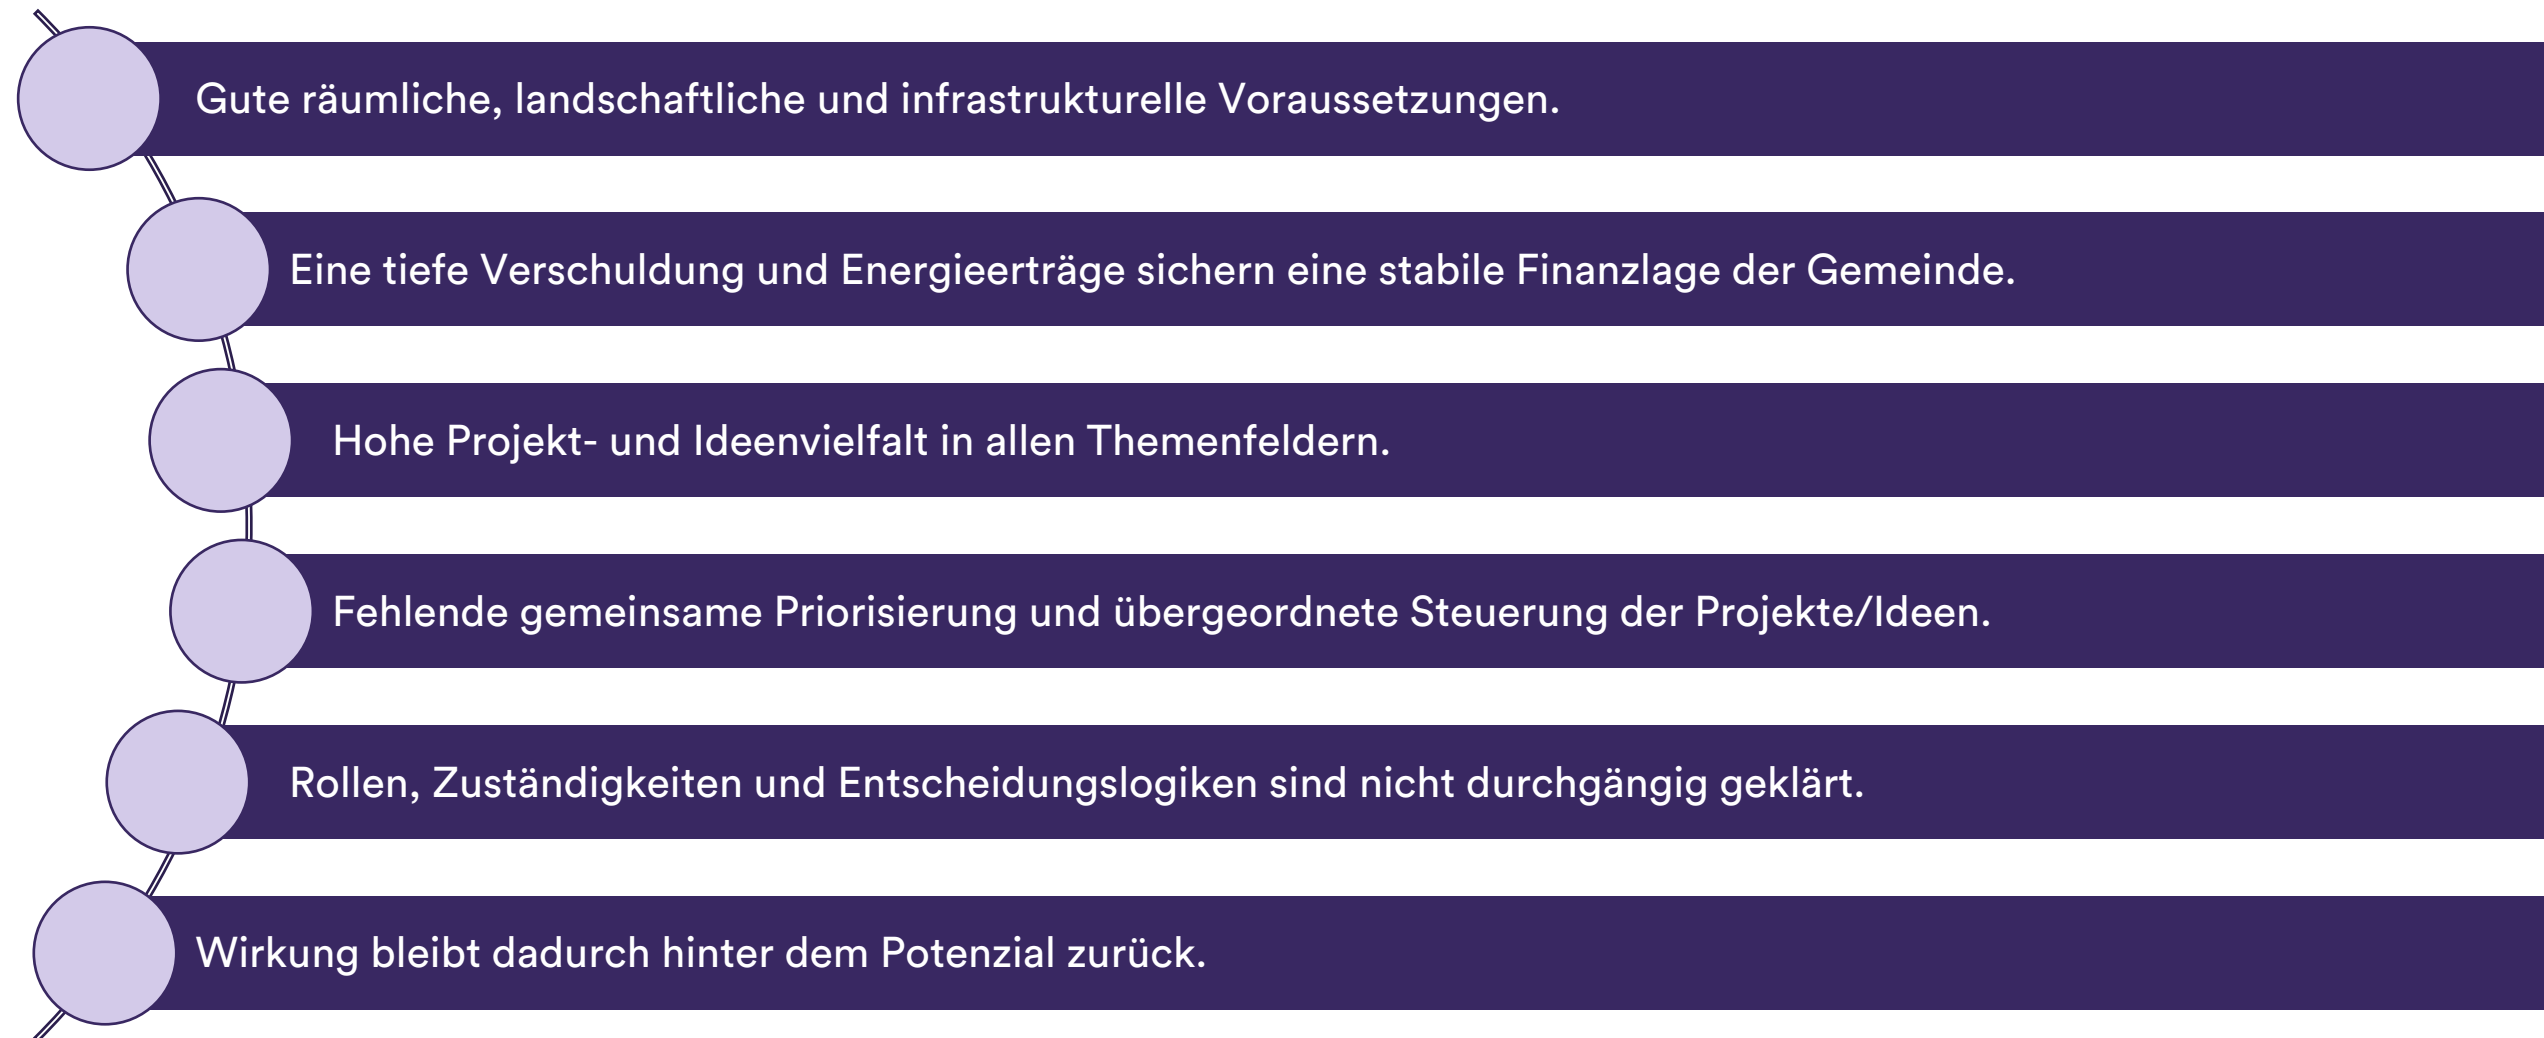 Gute räumliche, landschaftliche und infrastrukturelle Voraussetzungen.
Eine tiefe Verschuldung und Energieerträge sichern eine stabile Finanzlage der Gemeinde.
Hohe Projekt- und Ideenvielfalt in allen Themenfeldern.
Fehlende gemeinsame Priorisierung und übergeordnete Steuerung der Projekte/Ideen.
Rollen, Zuständigkeiten und Entscheidungslogiken sind nicht durchgängig geklärt.
Wirkung bleibt dadurch hinter dem Potenzial zurück.